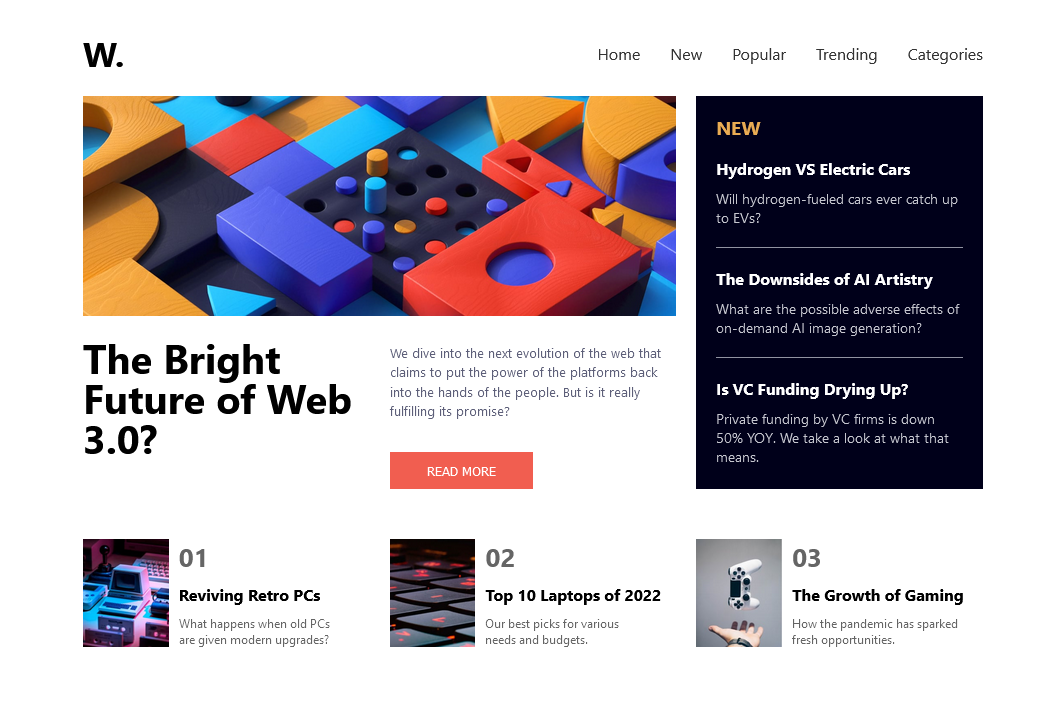 W.
Home New Popular Trending Categories
The Bright
Future of Web
3.0?
We dive into the next evolution of the web that
claims to put the power of the platforms back
into the hands of the people. But is it really
fulfilling its promise?
READ MORE
NEW
Hydrogen VS Electric Cars
Will hydrogen-fueled cars ever catch up
to EVs?
The Downsides of AI Artistry
What are the possible adverse effects of
on-demand AI image generation?
Is VC Funding Drying Up?
Private funding by VC firms is down
50% YOY. We take a look at what that
means.
01
Reviving Retro PCs
What happens when old PCs
are given modern upgrades?
02
Top 10 Laptops of 2022
Our best picks for various
needs and budgets.
03
The Growth of Gaming
How the pandemic has sparked
fresh opportunities.